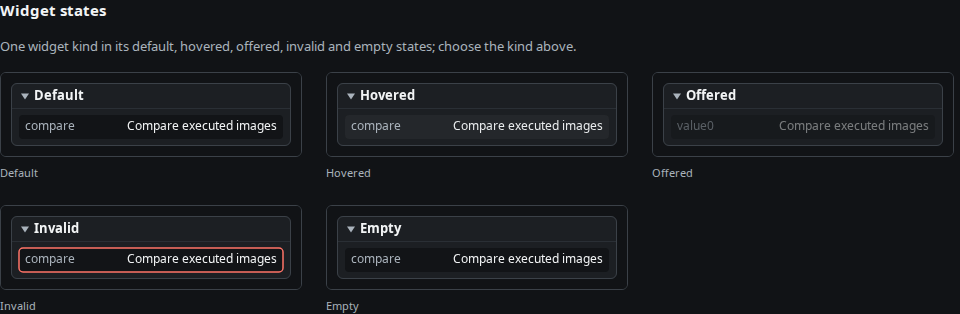 Widget states
One widget kind in its default, hovered, offered, invalid and empty states; choose the kind above.
Default
compare Compare executed images
Default
Hovered
compare Compare executed images
Hovered
Offered
value0 Compare executed images
Offered
Invalid
compare Compare executed images
Invalid
Empty
compare Compare executed images
Empty